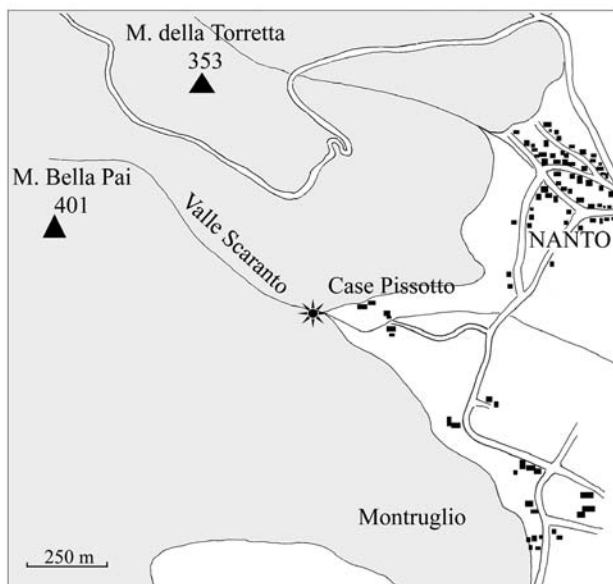 M. della Torretta
353
M. Bella Pai
401
Valle Scaranto
Case Pissotto
NANTO
Montruglio
250 m